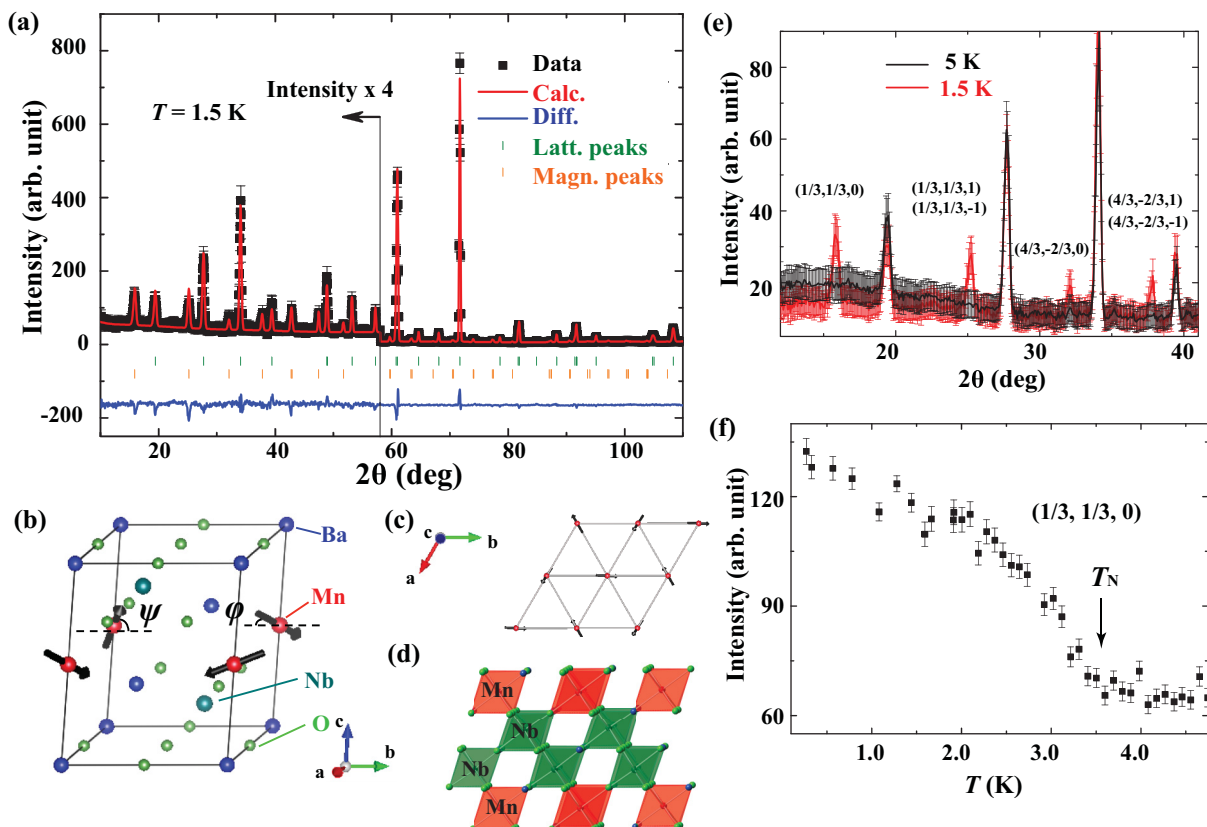 (a)
800
600
400
200
0
-200
Intensity (arb. unit)
T = 1.5 K
Intensity x 4
Data
Calc.
Diff.
Latt. peaks
Magn. peaks
20
40
60
80
100
2θ (deg)
(e)
80
60
40
20
Intensity (arb. unit)
5 K
1.5 K
(1/3,1/3,0)
(1/3,1/3,1)
(1/3,1/3,-1)
(4/3,-2/3,0)
(4/3,-2/3,1)
(4/3,-2/3,-1)
20
30
40
2θ (deg)
(b)
Ba
Mn
Nb
O
ψ
φ
c
b
a
(c)
c
b
a
(d)
Mn
Nb
Nb
Mn
(f)
120
90
60
Intensity (arb. unit)
(1/3, 1/3, 0)
TN
1.0
2.0
3.0
4.0
T (K)